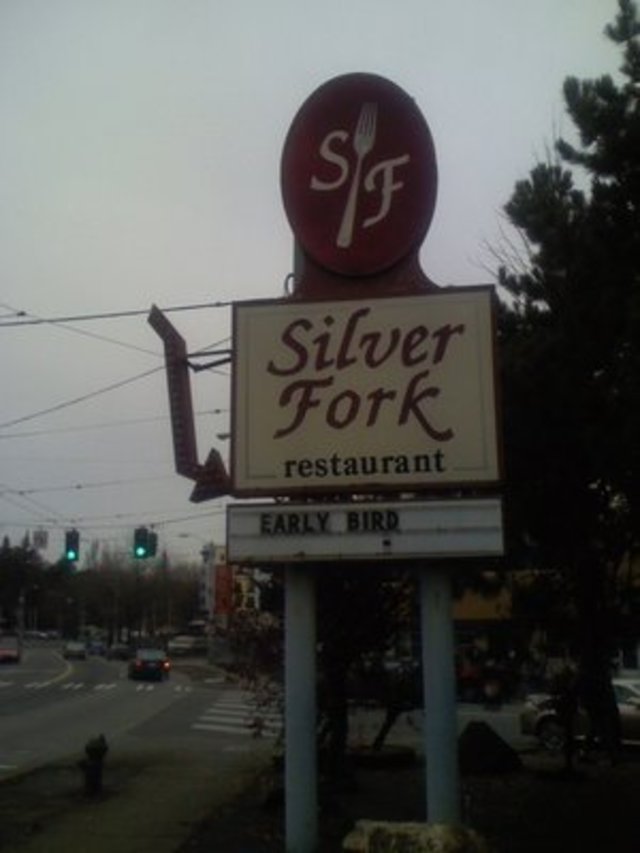 SF
Silver
Fork
restaurant
EARLY BIRD